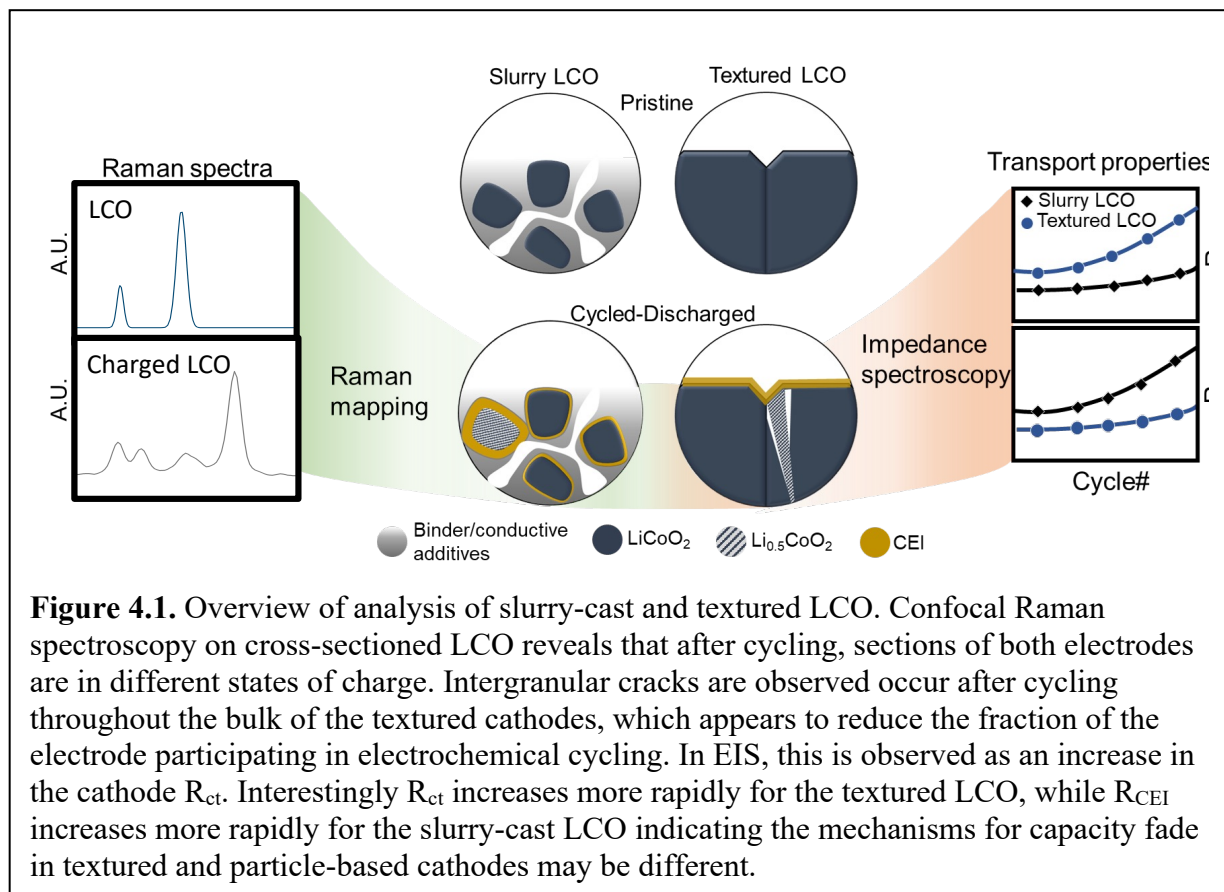 Slurry LCO
Textured LCO
Pristine
Raman spectra
LCO
A.U.
Charged LCO
A.U.
Raman
mapping
Cycled-Discharged
Impedance
spectroscopy
Transport properties
Slurry LCO
Textured LCO
Cycle#
Binder/conductive
additives
LiCoO₂
Li₀.₅CoO₂
CEI
Figure 4.1. Overview of analysis of slurry-cast and textured LCO. Confocal Raman
spectroscopy on cross-sectioned LCO reveals that after cycling, sections of both electrodes
are in different states of charge. Intergranular cracks are observed occur after cycling
throughout the bulk of the textured cathodes, which appears to reduce the fraction of the
electrode participating in electrochemical cycling. In EIS, this is observed as an increase in
the cathode Rct. Interestingly Rct increases more rapidly for the textured LCO, while RCEI
increases more rapidly for the slurry-cast LCO indicating the mechanisms for capacity fade
in textured and particle-based cathodes may be different.